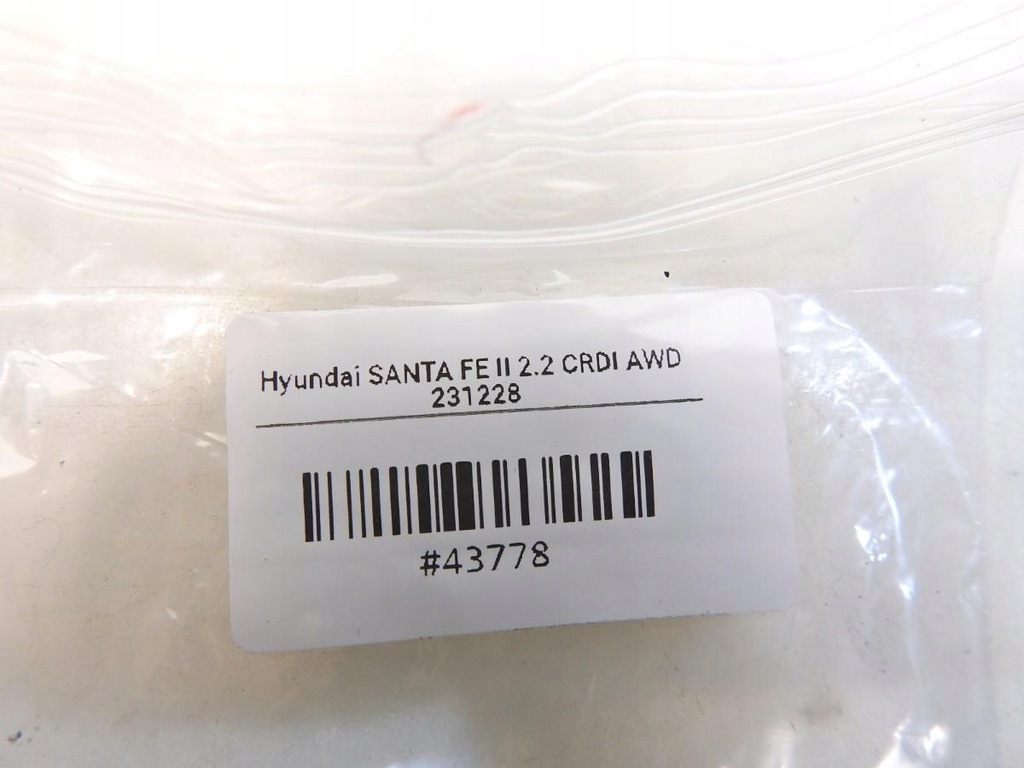 Hyundai SANTA FE II 2.2 CRDI AWD
231228
#43778